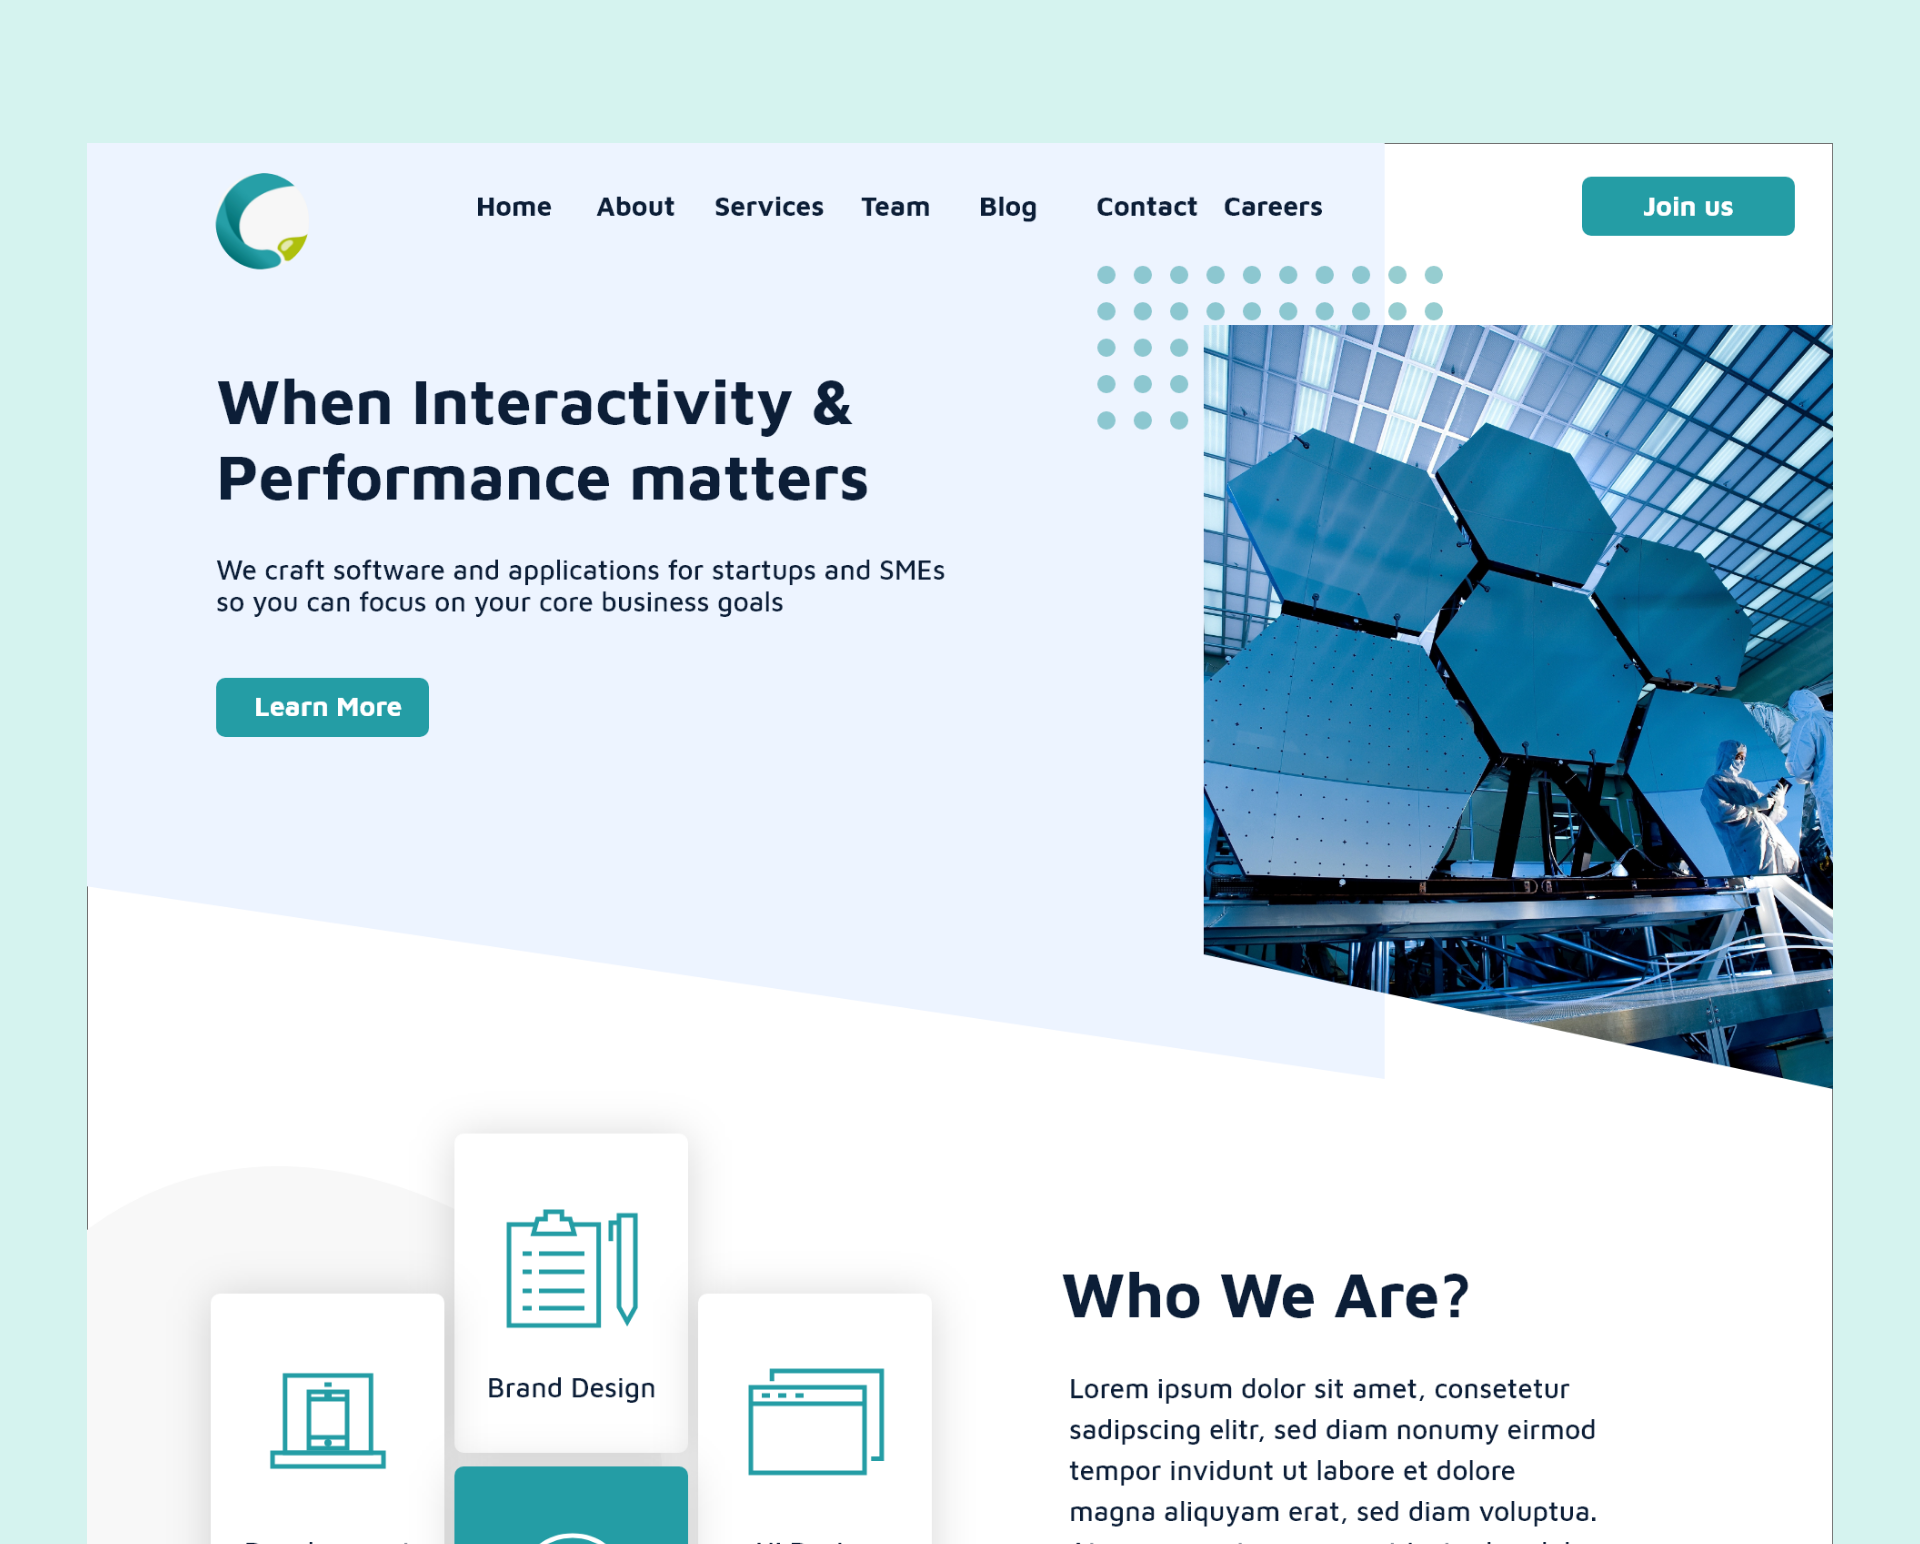 Home About Services Team Blog Contact Careers Join us
When Interactivity &
Performance matters
We craft software and applications for startups and SMEs
so you can focus on your core business goals
Learn More
Brand Design
Who We Are?
Lorem ipsum dolor sit amet, consetetur
sadipscing elitr, sed diam nonumy eirmod
tempor invidunt ut labore et dolore
magna aliquyam erat, sed diam voluptua.